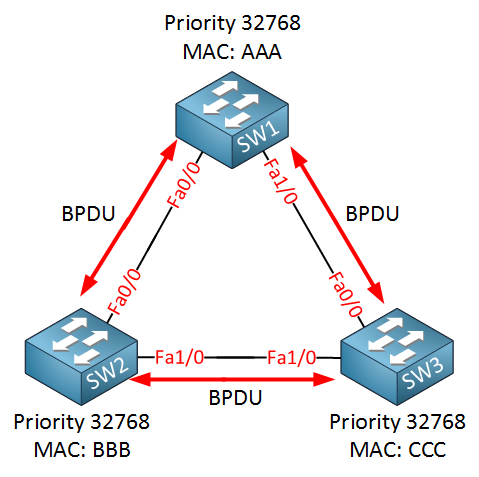 Priority 32768
MAC: AAA
SW1
Fa0/0
Fa1/0
BPDU
BPDU
Fa0/0
Fa0/0
SW2
Fa1/0
Fa1/0
SW3
BPDU
Priority 32768
MAC: BBB
Priority 32768
MAC: CCC